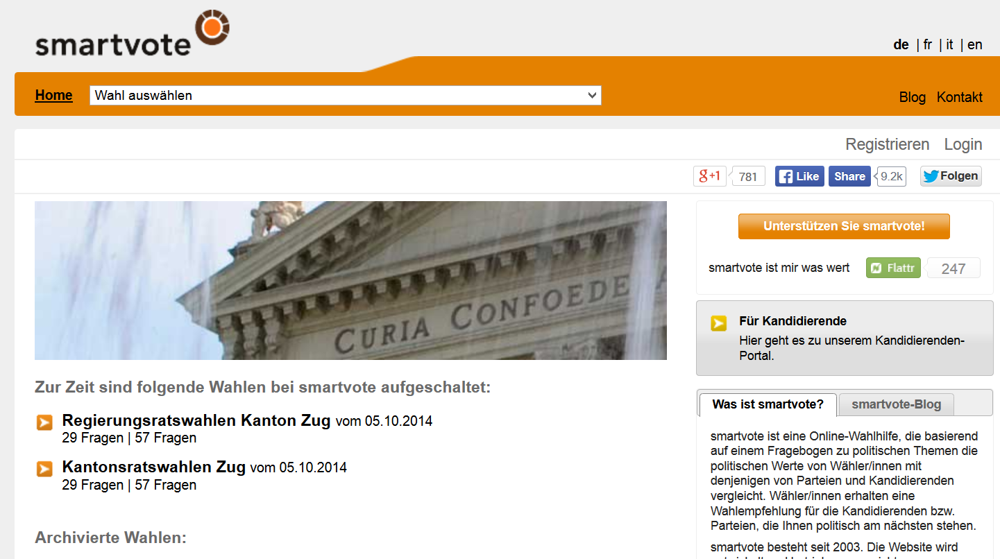 smartvote
de | fr | it | en
Home
Wahl auswählen
Blog Kontakt
Registrieren Login
g+1 781 Like Share 9.2k Folgen
CURIA CONFOEDE
Unterstützen Sie smartvote!
smartvote ist mir was wert Flattr 247
Für Kandidierende
Hier geht es zu unserem Kandidierenden-
Portal.
Zur Zeit sind folgende Wahlen bei smartvote aufgeschaltet:
Regierungsratswahlen Kanton Zug vom 05.10.2014
29 Fragen | 57 Fragen
Kantonsratswahlen Zug vom 05.10.2014
29 Fragen | 57 Fragen
Archivierte Wahlen:
Was ist smartvote? smartvote-Blog
smartvote ist eine Online-Wahlhilfe, die basierend
auf einem Fragebogen zu politischen Themen die
politischen Werte von Wähler/innen mit
denjenigen von Parteien und Kandidierenden
vergleicht. Wähler/innen erhalten eine
Wahlempfehlung für die Kandidierenden bzw.
Parteien, die Ihnen politisch am nächsten stehen.
smartvote besteht seit 2003. Die Website wird